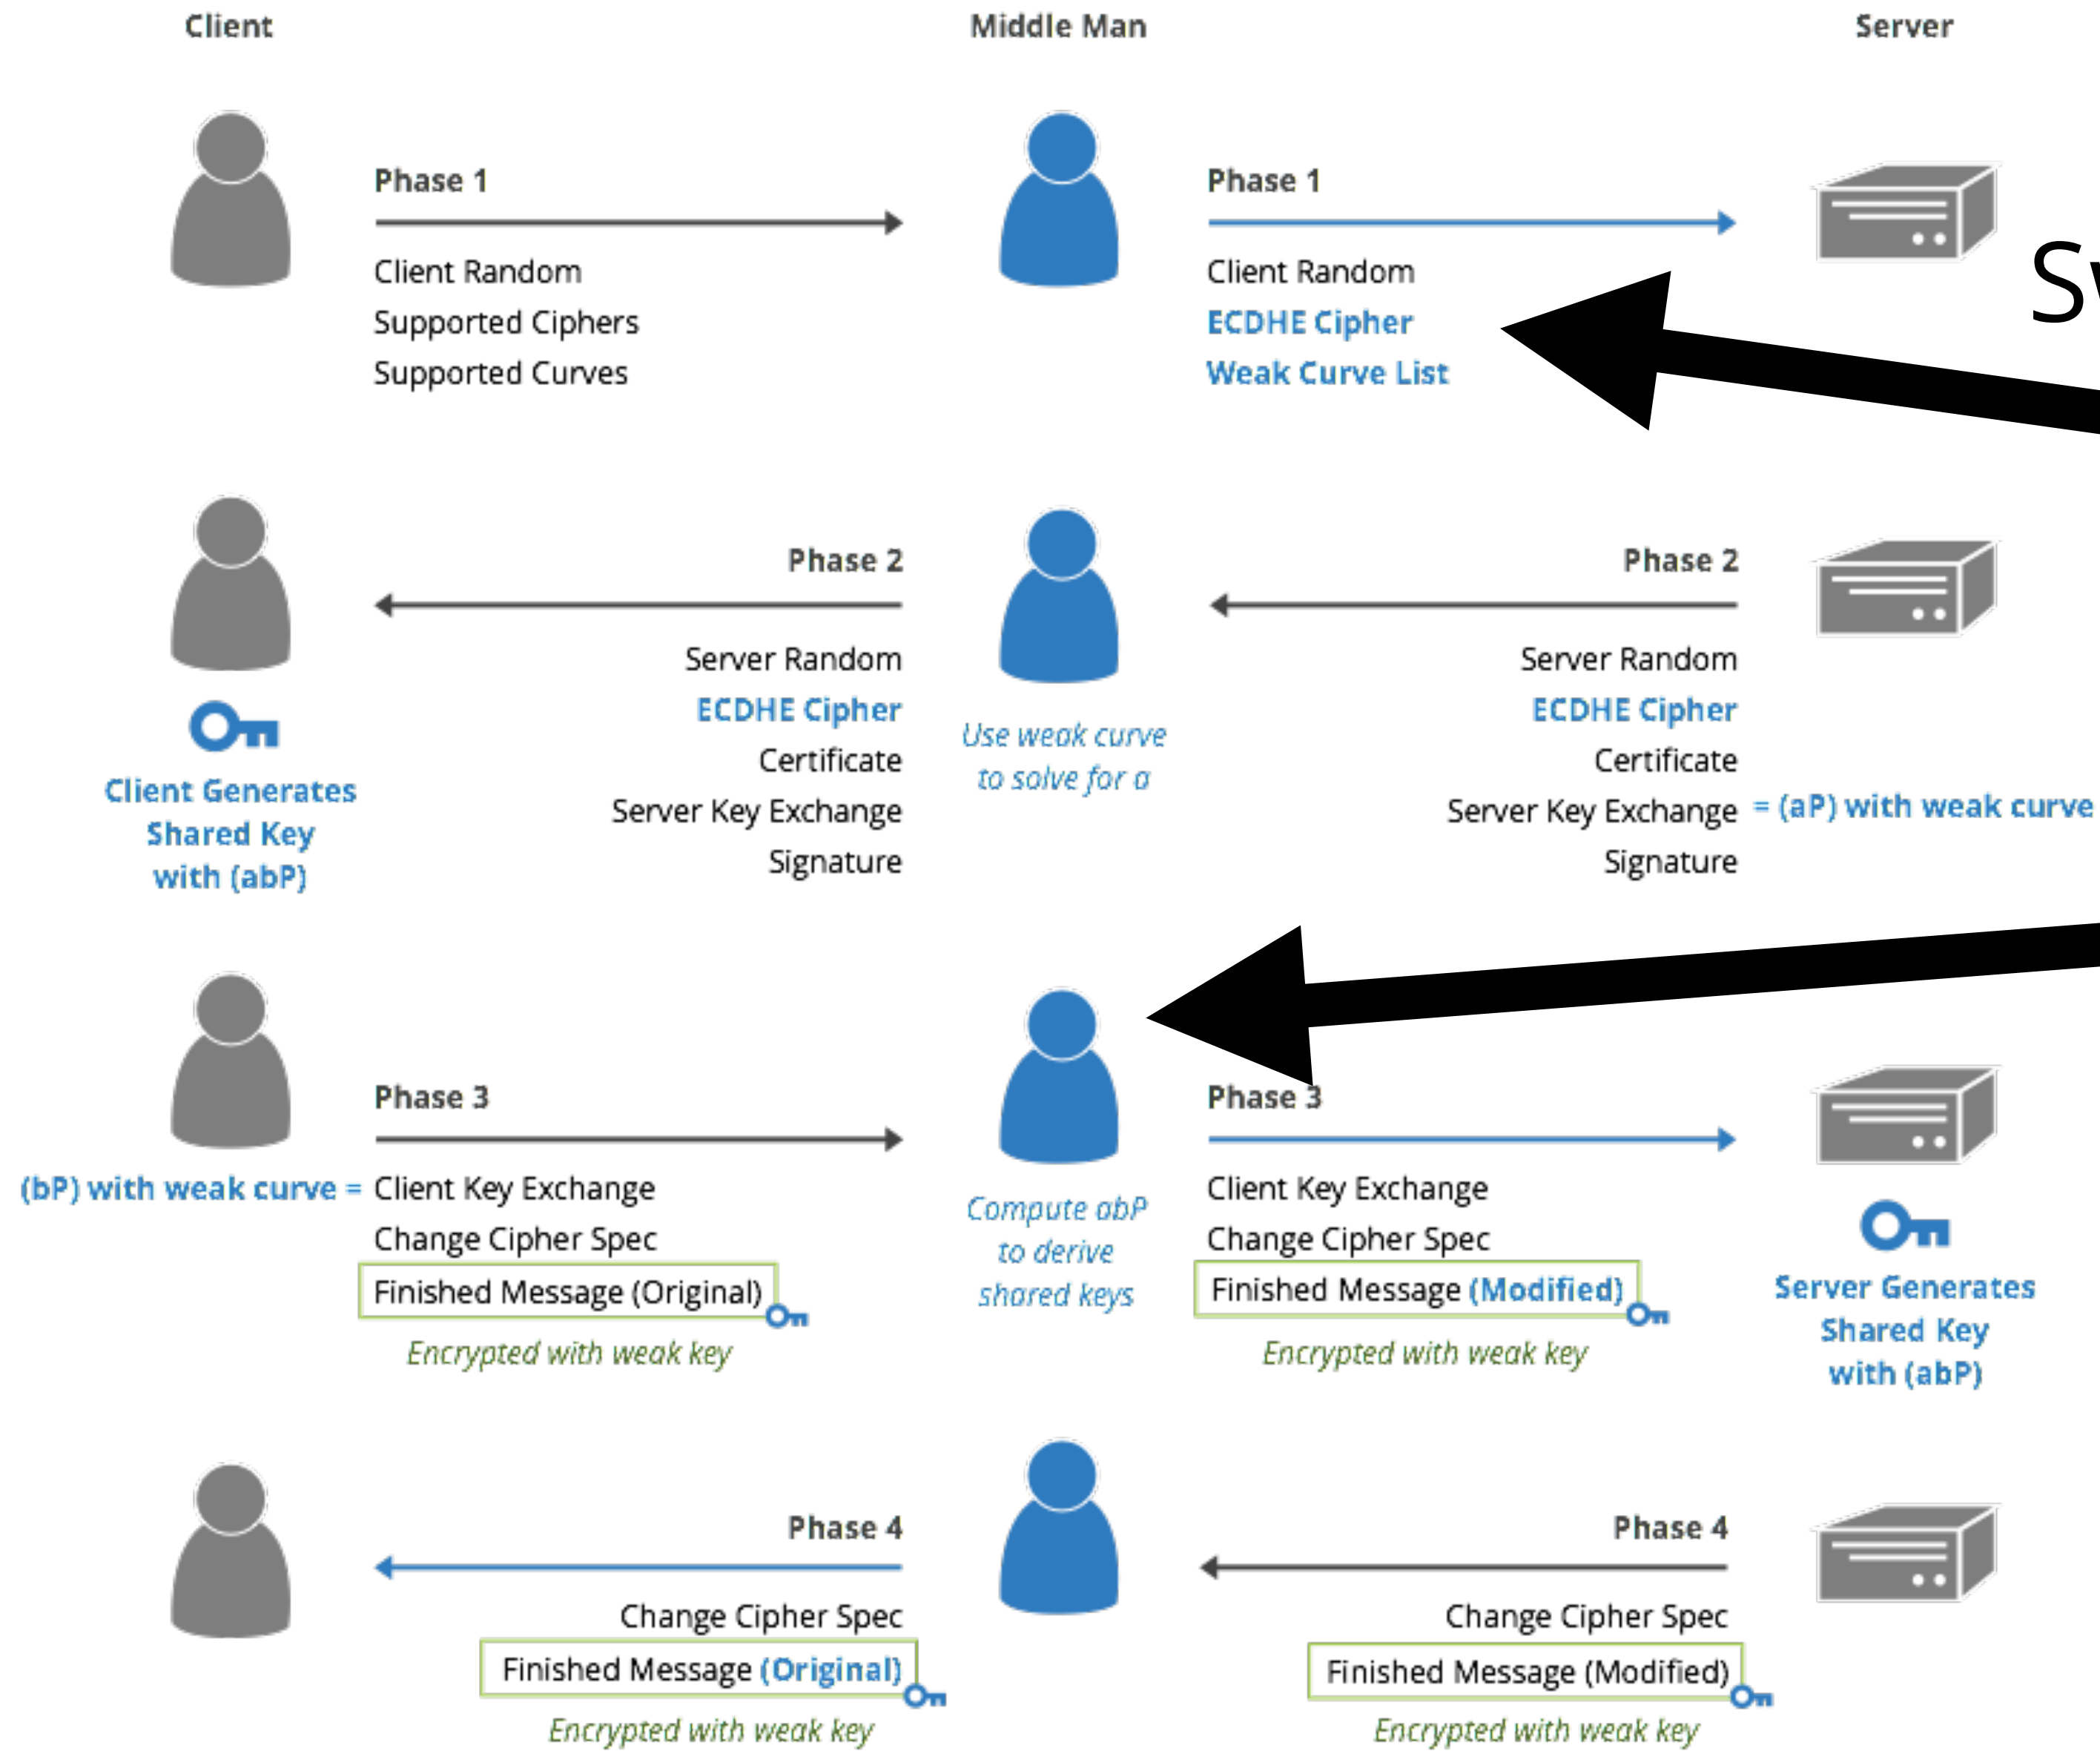 Client
Middle Man
Server
Phase 1
Client Random
Supported Ciphers
Supported Curves
Phase 1
Client Random
ECDHE Cipher
Weak Curve List
Phase 2
Server Random
ECDHE Cipher
Certificate
Server Key Exchange
Signature
Client Generates
Shared Key
with (abP)
Use weak curve
to solve for a
Phase 2
Server Random
ECDHE Cipher
Certificate
Server Key Exchange = (aP) with weak curve
Signature
Phase 3
(bP) with weak curve = Client Key Exchange
Change Cipher Spec
Finished Message (Original)
Encrypted with weak key
Compute abP
to derive
shared keys
Phase 3
Client Key Exchange
Change Cipher Spec
Finished Message (Modified)
Encrypted with weak key
Server Generates
Shared Key
with (abP)
Phase 4
Change Cipher Spec
Finished Message (Original)
Encrypted with weak key
Phase 4
Change Cipher Spec
Finished Message (Modified)
Encrypted with weak key